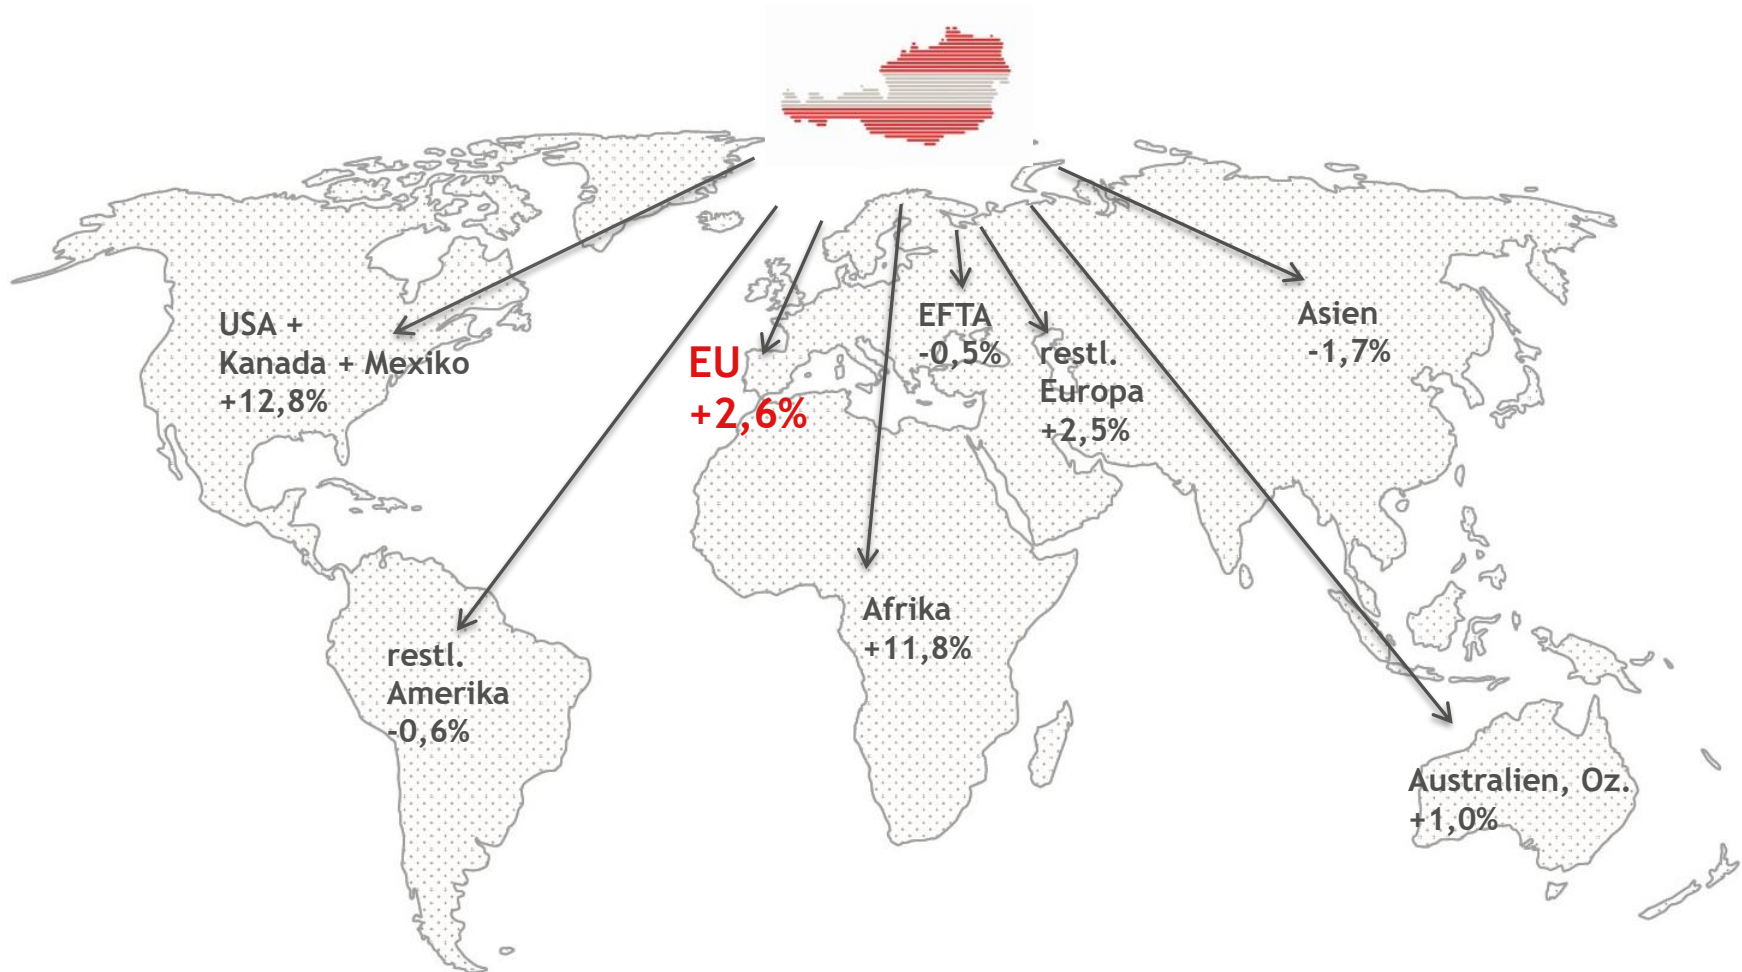 USA +
Kanada + Mexiko
+12,8%
EU
+2,6%
EFTA
-0,5%
restl.
Europa
+2,5%
Asien
-1,7%
restl.
Amerika
-0,6%
Afrika
+11,8%
Australien, Oz.
+1,0%